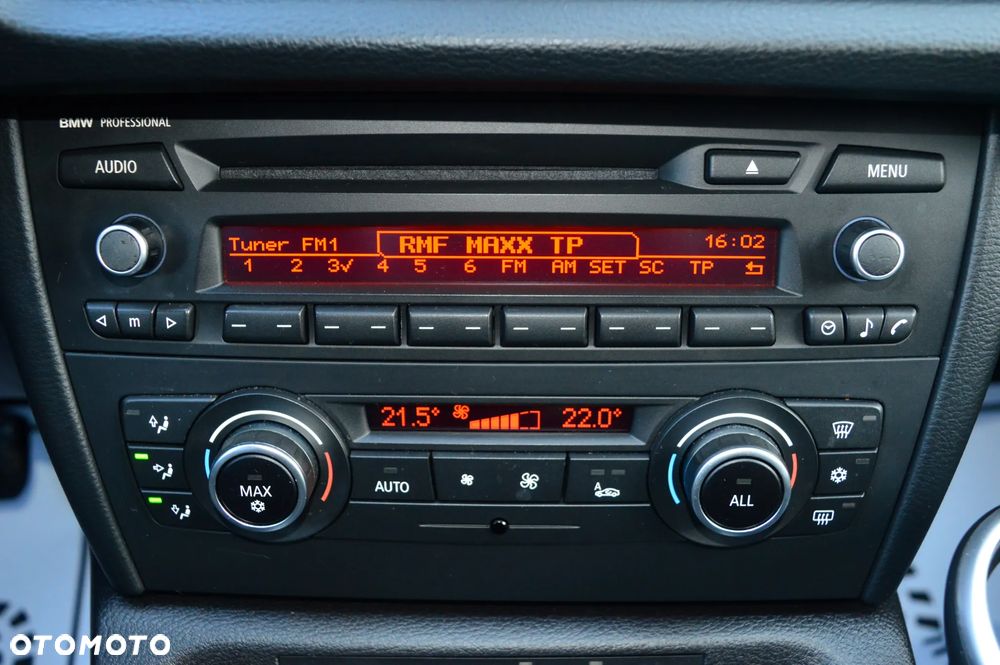 BMW PROFESSIONAL
AUDIO
MENU
Tuner FM1
RMF MAXX TP
16:02
1 2 3✓ 4 5 6 FM AM SET SC TP
m
21.5°
22.0°
MAX
AUTO
A
ALL
OTOMOTO